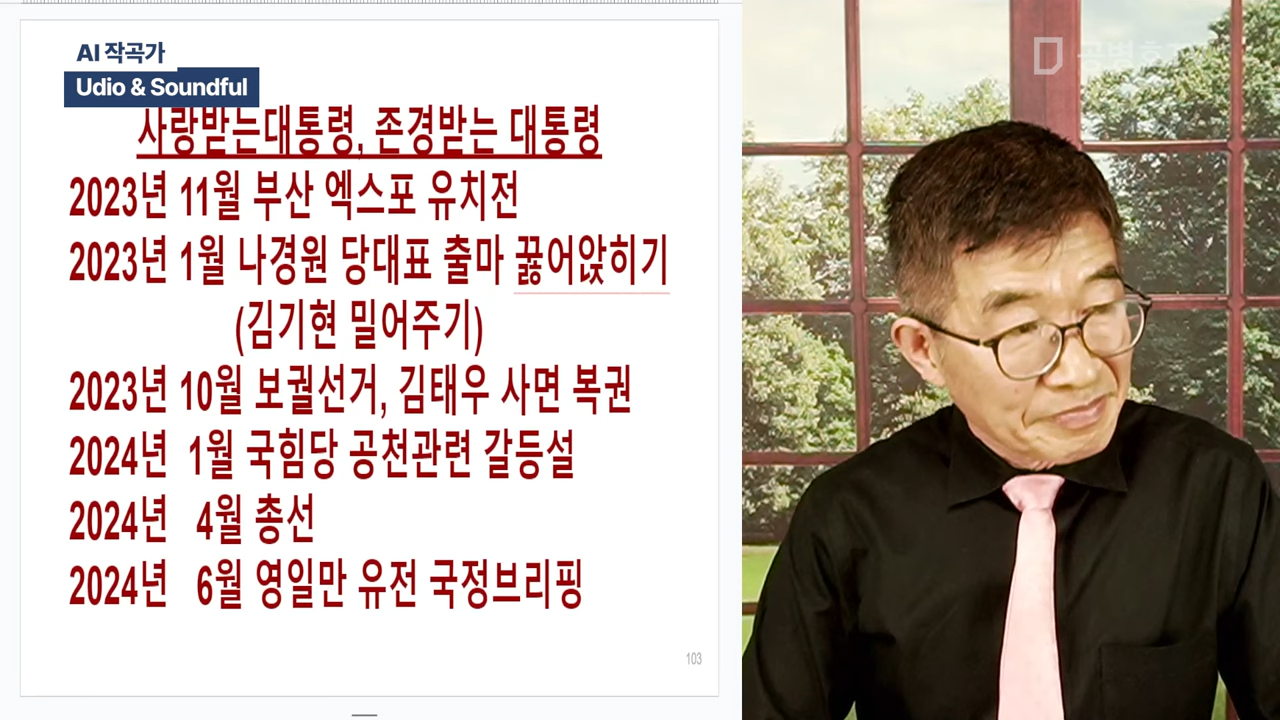 AI 작곡가
Udio & Soundful
사랑받는대통령, 존경받는 대통령
2023년 11월 부산 엑스포 유치전
2023년 1월 나경원 당대표 출마 끓어앉히기
(김기현 밀어주기)
2023년 10월 보궐선거, 김태우 사면 복권
2024년 1월 국힘당 공천관련 갈등설
2024년 4월 총선
2024년 6월 영일만 유전 국정브리핑
103